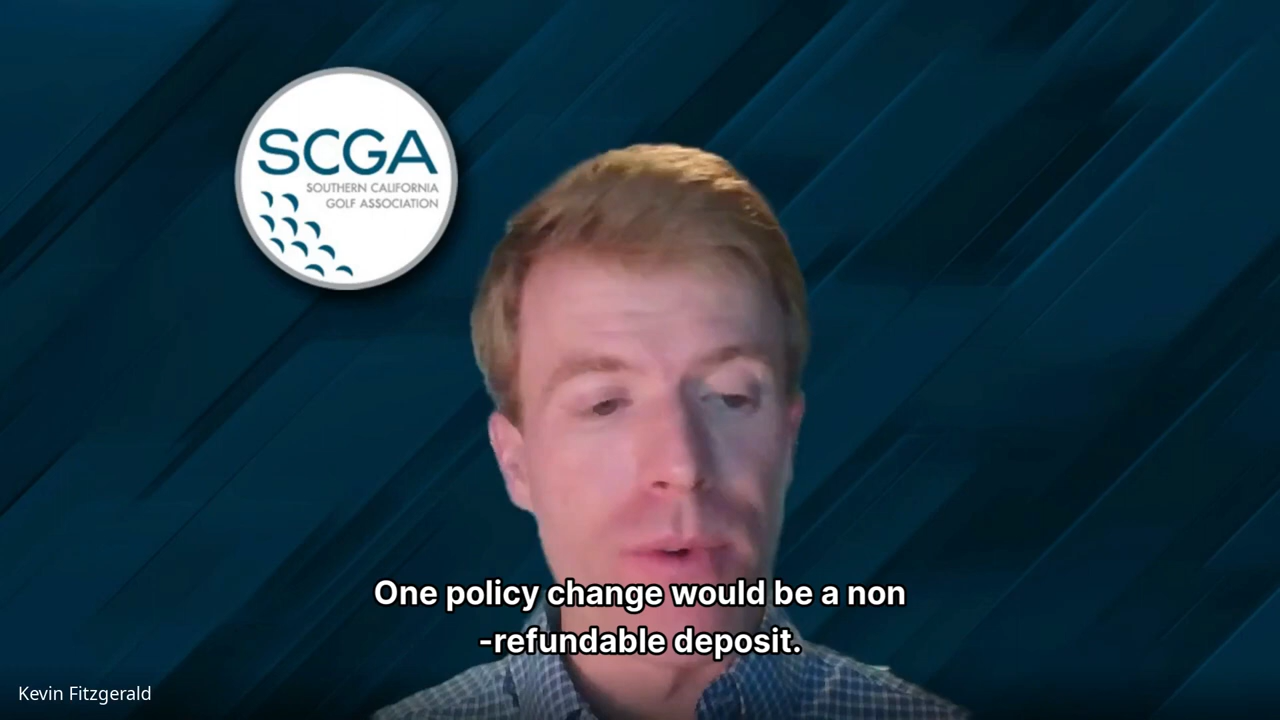 SCGA
SOUTHERN CALIFORNIA
GOLF ASSOCIATION
One policy change would be a non
-refundable deposit.
Kevin Fitzgerald